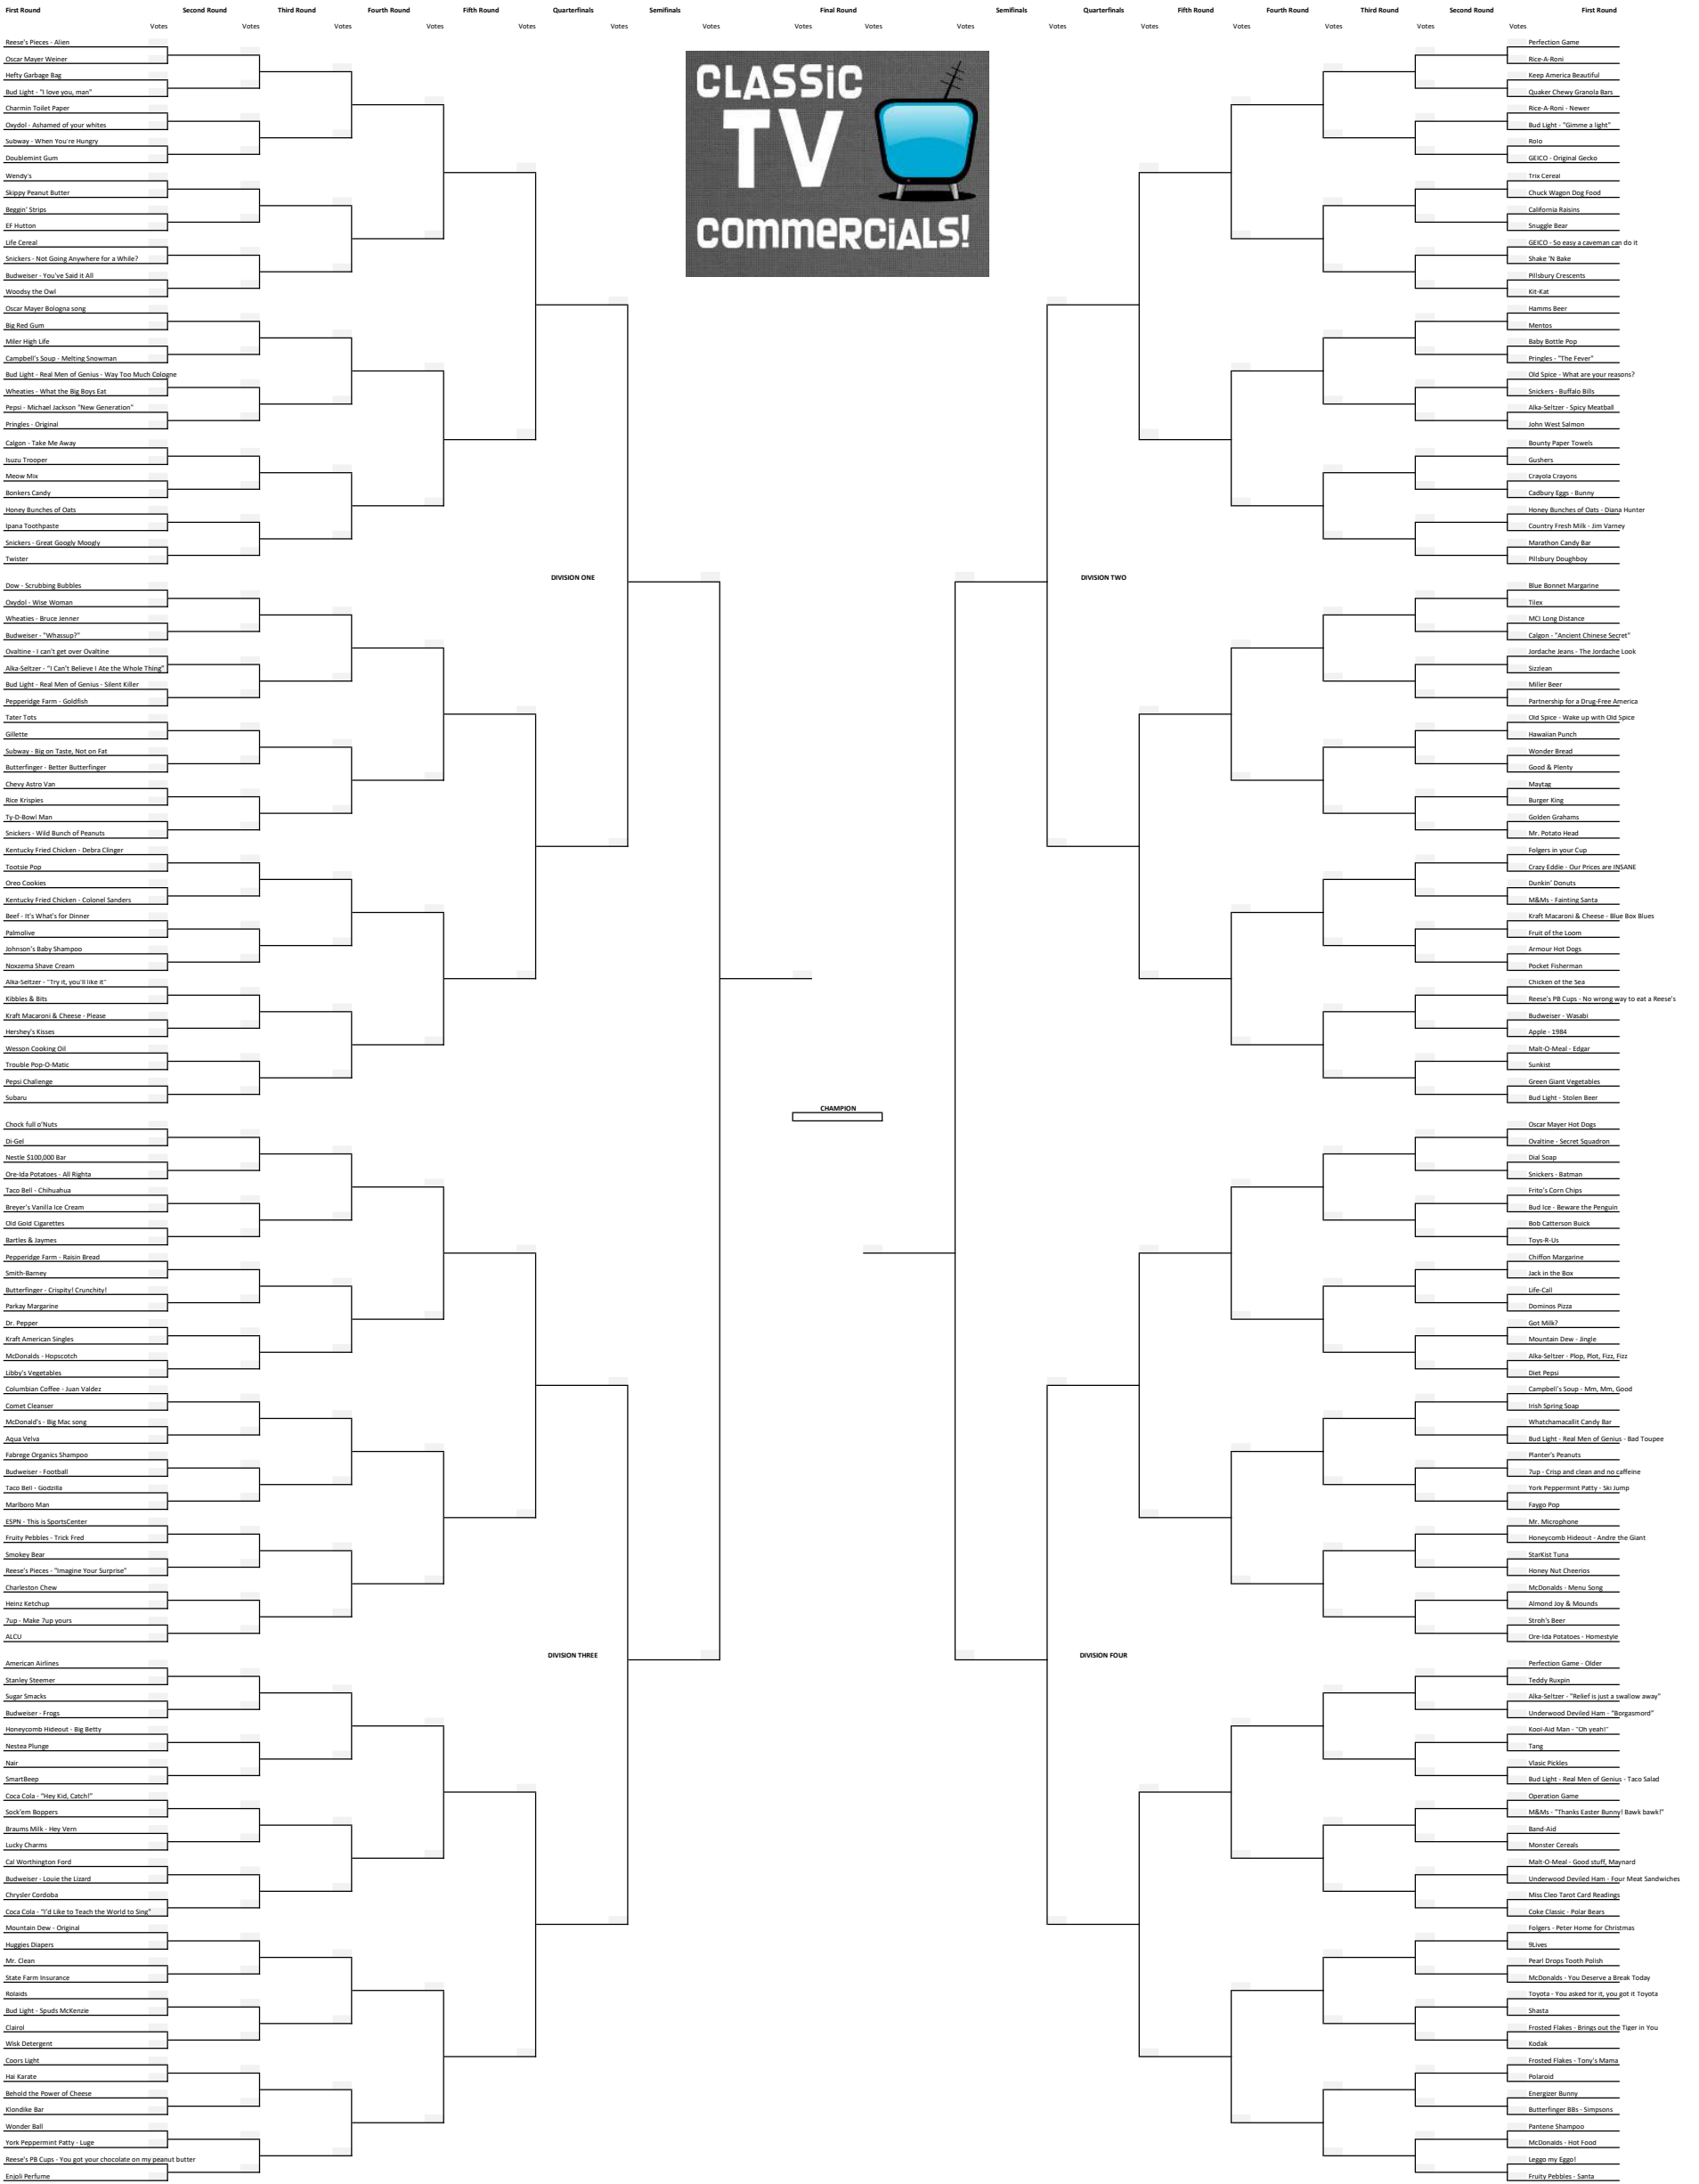 First Round Second Round Third Round Fourth Round Fifth Round Quarterfinals Semifinals Final Round Semifinals Quarterfinals Fifth Round Fourth Round Third Round Second Round First Round
Votes Votes Votes Votes Votes Votes Votes Votes Votes Votes Votes Votes Votes Votes Votes Votes
CLASSiC
TV
COMMERCiALS!
Reese's Pieces - Alien
Oscar Mayer Weiner
Hefty Garbage Bag
Bud Light - "I love you, man"
Charmin Toilet Paper
Oxydol - Ashamed of your whites
Subway - When You're Hungry
Doublemint Gum
Wendy's
Skippy Peanut Butter
Beggin' Strips
EF Hutton
Life Cereal
Snickers - Not Going Anywhere for a While?
Budweiser - You've Said it All
Woodsy the Owl
Oscar Mayer Bologna song
Big Red Gum
Miler High Life
Campbell's Soup - Melting Snowman
Bud Light - Real Men of Genius - Way Too Much Cologne
Wheaties - What the Big Boys Eat
Pepsi - Michael Jackson "New Generation"
Pringles - Original
Calgon - Take Me Away
Isuzu Trooper
Meow Mix
Bonkers Candy
Honey Bunches of Oats
Ipana Toothpaste
Snickers - Great Googly Moogly
Twister
DIVISION ONE
Dow - Scrubbing Bubbles
Oxydol - Wise Woman
Wheaties - Bruce Jenner
Budweiser - "Whassup?"
Ovaltine - I can't get over Ovaltine
Alka-Seltzer - "I Can't Believe I Ate the Whole Thing"
Bud Light - Real Men of Genius - Silent Killer
Pepperidge Farm - Goldfish
Tater Tots
Gillette
Subway - Big on Taste, Not on Fat
Butterfinger - Better Butterfinger
Chevy Astro Van
Rice Krispies
Ty-D-Bowl Man
Snickers - Wild Bunch of Peanuts
Kentucky Fried Chicken - Debra Clinger
Tootsie Pop
Oreo Cookies
Kentucky Fried Chicken - Colonel Sanders
Beef - It's What's for Dinner
Palmolive
Johnson's Baby Shampoo
Noxzema Shave Cream
Alka-Seltzer - "Try it, you'll like it"
Kibbles & Bits
Kraft Macaroni & Cheese - Please
Hershey's Kisses
Wesson Cooking Oil
Trouble Pop-O-Matic
Pepsi Challenge
Subaru
Chock full o'Nuts
Di-Gel
Nestle $100,000 Bar
Ore-Ida Potatoes - All Righta
Taco Bell - Chihuahua
Breyer's Vanilla Ice Cream
Old Gold Cigarettes
Bartles & Jaymes
Pepperidge Farm - Raisin Bread
Smith-Barney
Butterfinger - Crispity! Crunchity!
Parkay Margarine
Dr. Pepper
Kraft American Singles
McDonalds - Hopscotch
Libby's Vegetables
Columbian Coffee - Juan Valdez
Comet Cleanser
McDonald's - Big Mac song
Aqua Velva
Fabrege Organics Shampoo
Budweiser - Football
Taco Bell - Godzilla
Marlboro Man
ESPN - This is SportsCenter
Fruity Pebbles - Trick Fred
Smokey Bear
Reese's Pieces - "Imagine Your Surprise"
Charleston Chew
Heinz Ketchup
7up - Make 7up yours
ALCU
DIVISION THREE
American Airlines
Stanley Steemer
Sugar Smacks
Budweiser - Frogs
Honeycomb Hideout - Big Betty
Nestea Plunge
Nair
SmartBeep
Coca Cola - "Hey Kid, Catch!"
Sock'em Boppers
Braums Milk - Hey Vern
Lucky Charms
Cal Worthington Ford
Budweiser - Louie the Lizard
Chrysler Cordoba
Coca Cola - "I'd Like to Teach the World to Sing"
Mountain Dew - Original
Huggies Diapers
Mr. Clean
State Farm Insurance
Rolaids
Bud Light - Spuds McKenzie
Clairol
Wisk Detergent
Coors Light
Hai Karate
Behold the Power of Cheese
Klondike Bar
Wonder Ball
York Peppermint Patty - Luge
Reese's PB Cups - You got your chocolate on my peanut butter
Enjoli Perfume
CHAMPION
Perfection Game
Rice-A-Roni
Keep America Beautiful
Quaker Chewy Granola Bars
Rice-A-Roni - Newer
Bud Light - "Gimme a light"
Rolo
GEICO - Original Gecko
Trix Cereal
Chuck Wagon Dog Food
California Raisins
Snuggle Bear
GEICO - So easy a caveman can do it
Shake 'N Bake
Pillsbury Crescents
Kit-Kat
Hamms Beer
Mentos
Baby Bottle Pop
Pringles - "The Fever"
Old Spice - What are your reasons?
Snickers - Buffalo Bills
Alka-Seltzer - Spicy Meatball
John West Salmon
Bounty Paper Towels
Gushers
Crayola Crayons
Cadbury Eggs - Bunny
Honey Bunches of Oats - Diana Hunter
Country Fresh Milk - Jim Varney
Marathon Candy Bar
Pillsbury Doughboy
DIVISION TWO
Blue Bonnet Margarine
Tilex
MCI Long Distance
Calgon - "Ancient Chinese Secret"
Jordache Jeans - The Jordache Look
Sizzlean
Miller Beer
Partnership for a Drug-Free America
Old Spice - Wake up with Old Spice
Hawaiian Punch
Wonder Bread
Good & Plenty
Maytag
Burger King
Golden Grahams
Mr. Potato Head
Folgers in your Cup
Crazy Eddie - Our Prices are INSANE
Dunkin' Donuts
M&Ms - Fainting Santa
Kraft Macaroni & Cheese - Blue Box Blues
Fruit of the Loom
Armour Hot Dogs
Pocket Fisherman
Chicken of the Sea
Reese's PB Cups - No wrong way to eat a Reese's
Budweiser - Wasabi
Apple - 1984
Malt-O-Meal - Edgar
Sunkist
Green Giant Vegetables
Bud Light - Stolen Beer
Oscar Mayer Hot Dogs
Ovaltine - Secret Squadron
Dial Soap
Snickers - Batman
Frito's Corn Chips
Bud Ice - Beware the Penguin
Bob Catterson Buick
Toys-R-Us
Chiffon Margarine
Jack in the Box
Life-Call
Dominos Pizza
Got Milk?
Mountain Dew - Jingle
Alka-Seltzer - Plop, Plot, Fizz, Fizz
Diet Pepsi
Campbell's Soup - Mm, Mm, Good
Irish Spring Soap
Whatchamacallit Candy Bar
Bud Light - Real Men of Genius - Bad Toupee
Planter's Peanuts
7up - Crisp and clean and no caffeine
York Peppermint Patty - Ski Jump
Faygo Pop
Mr. Microphone
Honeycomb Hideout - Andre the Giant
StarKist Tuna
Honey Nut Cheerios
McDonalds - Menu Song
Almond Joy & Mounds
Stroh's Beer
Ore-Ida Potatoes - Homestyle
DIVISION FOUR
Perfection Game - Older
Teddy Ruxpin
Alka-Seltzer - "Relief is just a swallow away"
Underwood Deviled Ham - "Borgasmord"
Kool-Aid Man - "Oh yeah!"
Tang
Vlasic Pickles
Bud Light - Real Men of Genius - Taco Salad
Operation Game
M&Ms - "Thanks Easter Bunny! Bawk bawk!"
Band-Aid
Monster Cereals
Malt-O-Meal - Good stuff, Maynard
Underwood Deviled Ham - Four Meat Sandwiches
Miss Cleo Tarot Card Readings
Coke Classic - Polar Bears
Folgers - Peter Home for Christmas
9Lives
Pearl Drops Tooth Polish
McDonalds - You Deserve a Break Today
Toyota - You asked for it, you got it Toyota
Shasta
Frosted Flakes - Brings out the Tiger in You
Kodak
Frosted Flakes - Tony's Mama
Polaroid
Energizer Bunny
Butterfinger BBs - Simpsons
Pantene Shampoo
McDonalds - Hot Food
Leggo my Eggo!
Fruity Pebbles - Santa